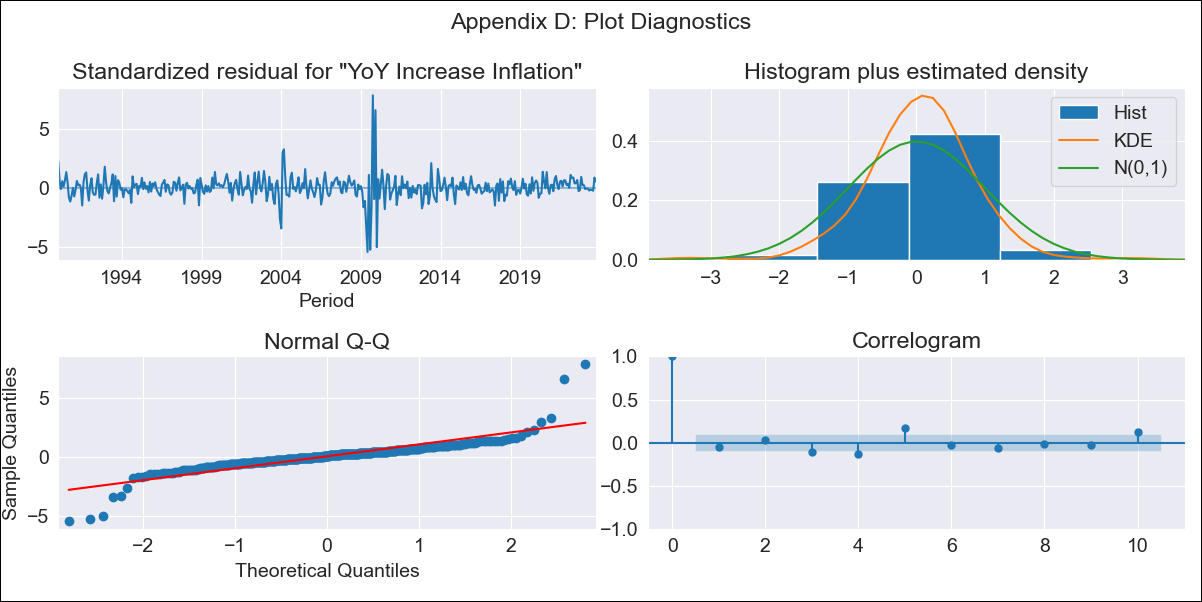 Appendix D: Plot Diagnostics
Standardized residual for "YoY Increase Inflation"
5
0
−5
1994 1999 2004 2009 2014 2019
Period
Histogram plus estimated density
Hist
KDE
N(0,1)
0.4
0.2
0.0
−3 −2 −1 0 1 2 3
Normal Q-Q
Sample Quantiles
5
0
−5
−2 −1 0 1 2
Theoretical Quantiles
Correlogram
1.0
0.5
0.0
−0.5
−1.0
0 2 4 6 8 10